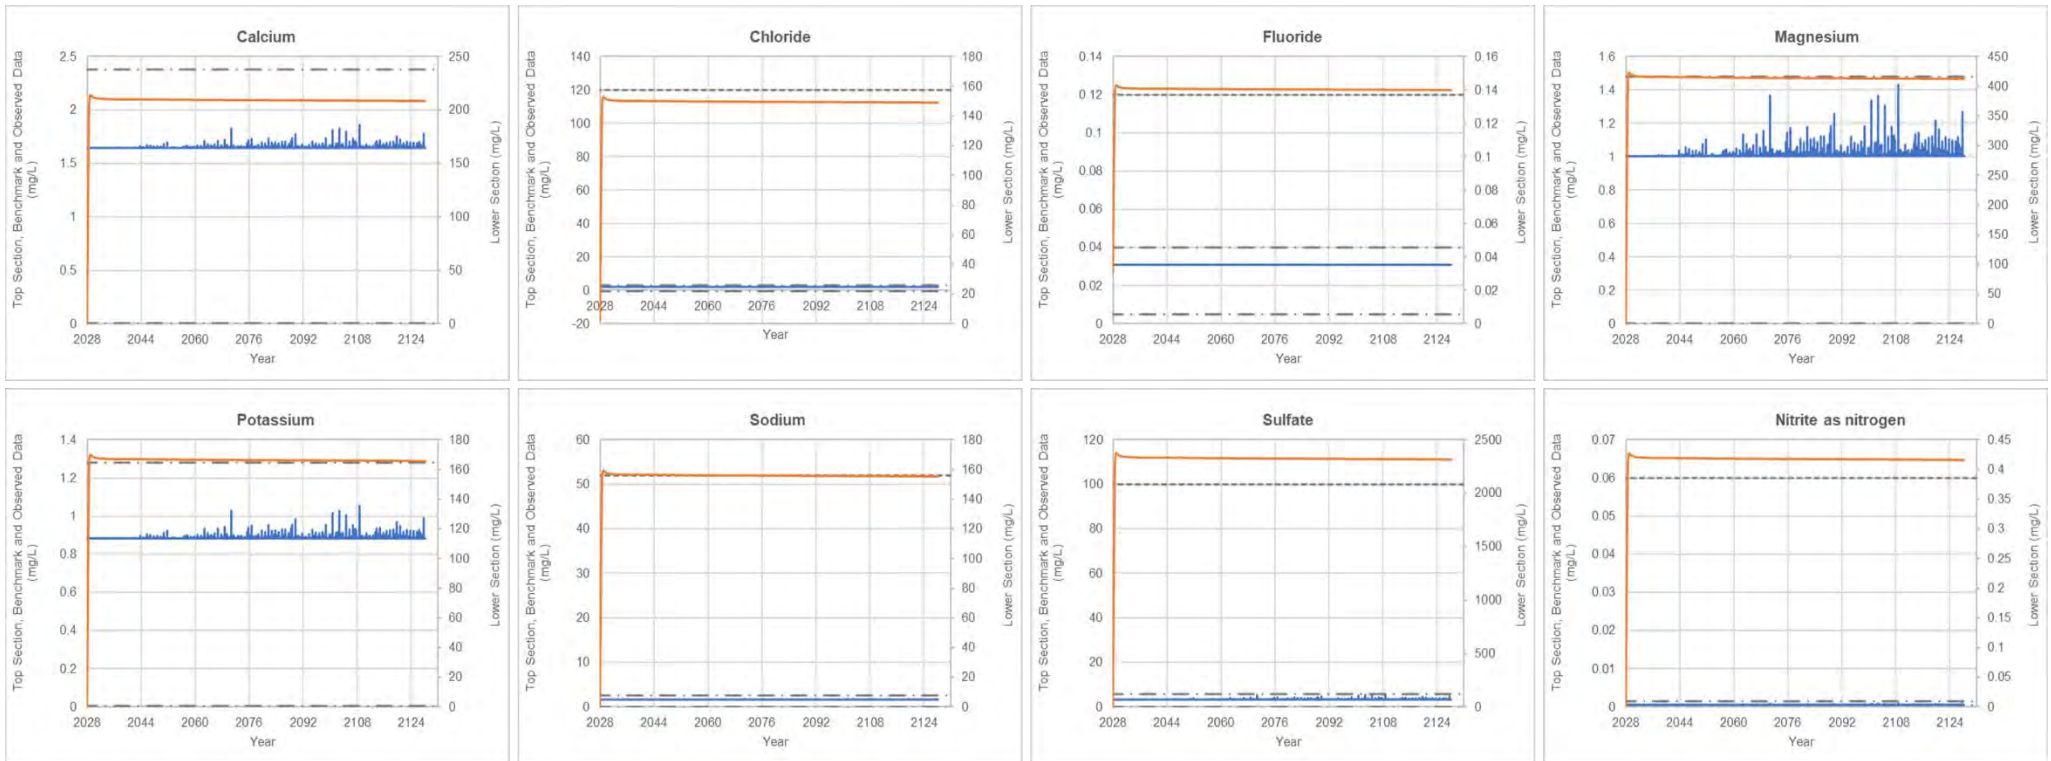 Calcium
Top Section, Benchmark and Observed Data
(mg/L)
2.5
2
1.5
1
0.5
0
250
200
150
100
50
0
Lower Section (mg/L)
2028 2044 2060 2076 2092 2108 2124
Year
Chloride
Top Section, Benchmark and Observed Data
(mg/L)
140
120
100
80
60
40
20
0
-20
180
160
140
120
100
80
60
40
20
0
Lower Section (mg/L)
2028 2044 2060 2076 2092 2108 2124
Year
Fluoride
Top Section, Benchmark and Observed Data
(mg/L)
0.14
0.12
0.1
0.08
0.06
0.04
0.02
0
0.16
0.14
0.12
0.1
0.08
0.06
0.04
0.02
0
Lower Section (mg/L)
2028 2044 2060 2076 2092 2108 2124
Year
Magnesium
Top Section, Benchmark and Observed Data
(mg/L)
1.6
1.4
1.2
1
0.8
0.6
0.4
0.2
0
450
400
350
300
250
200
150
100
50
0
Lower Section (mg/L)
2028 2044 2060 2076 2092 2108 2124
Year
Potassium
Top Section, Benchmark and Observed Data
(mg/L)
1.4
1.2
1
0.8
0.6
0.4
0.2
0
180
160
140
120
100
80
60
40
20
0
Lower Section (mg/L)
2028 2044 2060 2076 2092 2108 2124
Year
Sodium
Top Section, Benchmark and Observed Data
(mg/L)
60
50
40
30
20
10
0
180
160
140
120
100
80
60
40
20
0
Lower Section (mg/L)
2028 2044 2060 2076 2092 2108 2124
Year
Sulfate
Top Section, Benchmark and Observed Data
(mg/L)
120
100
80
60
40
20
0
2500
2000
1500
1000
500
0
Lower Section (mg/L)
2028 2044 2060 2076 2092 2108 2124
Year
Nitrite as nitrogen
Top Section, Benchmark and Observed Data
(mg/L)
0.07
0.06
0.05
0.04
0.03
0.02
0.01
0
0.45
0.4
0.35
0.3
0.25
0.2
0.15
0.1
0.05
0
Lower Section (mg/L)
2028 2044 2060 2076 2092 2108 2124
Year